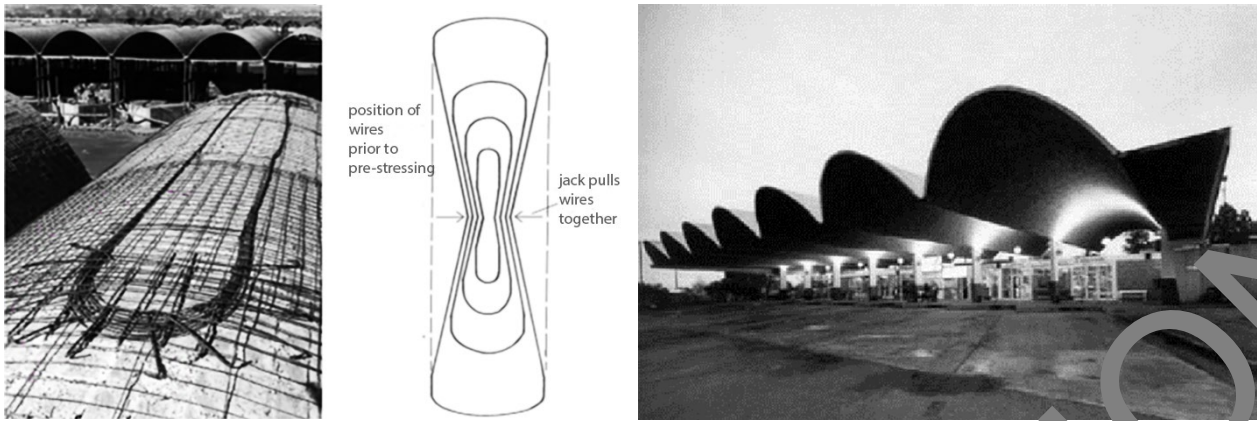 position of
wires
prior to
pre-stressing
jack pulls
wires
together